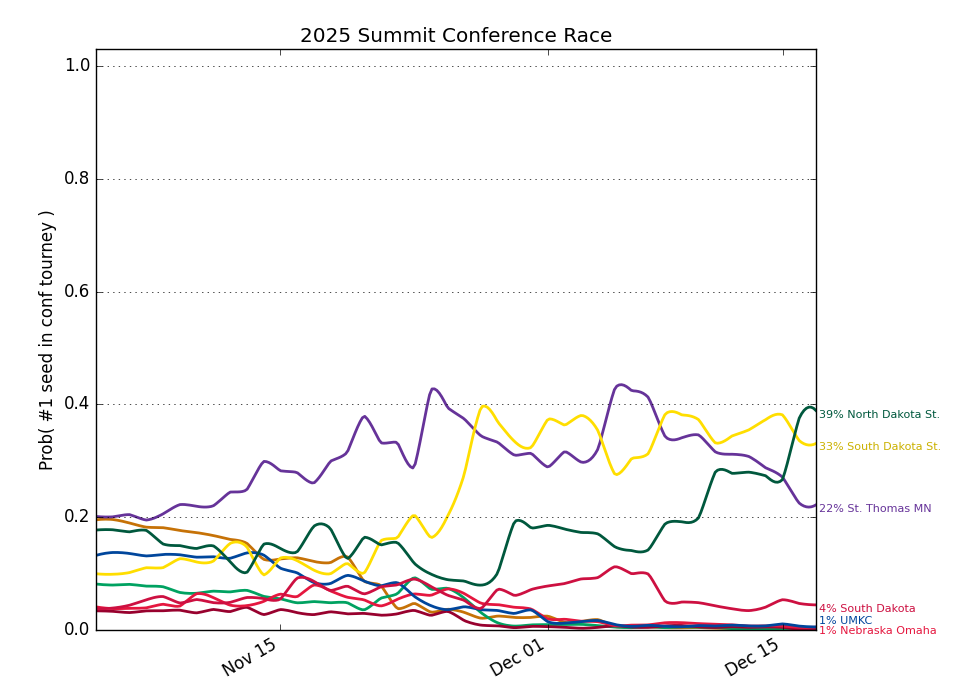 2025 Summit Conference Race
Prob( #1 seed in conf tourney )
1.0
0.8
0.6
0.4
0.2
0.0
Nov 15
Dec 01
Dec 15
39% North Dakota St.
33% South Dakota St.
22% St. Thomas MN
4% South Dakota
1% UMKC
1% Nebraska Omaha